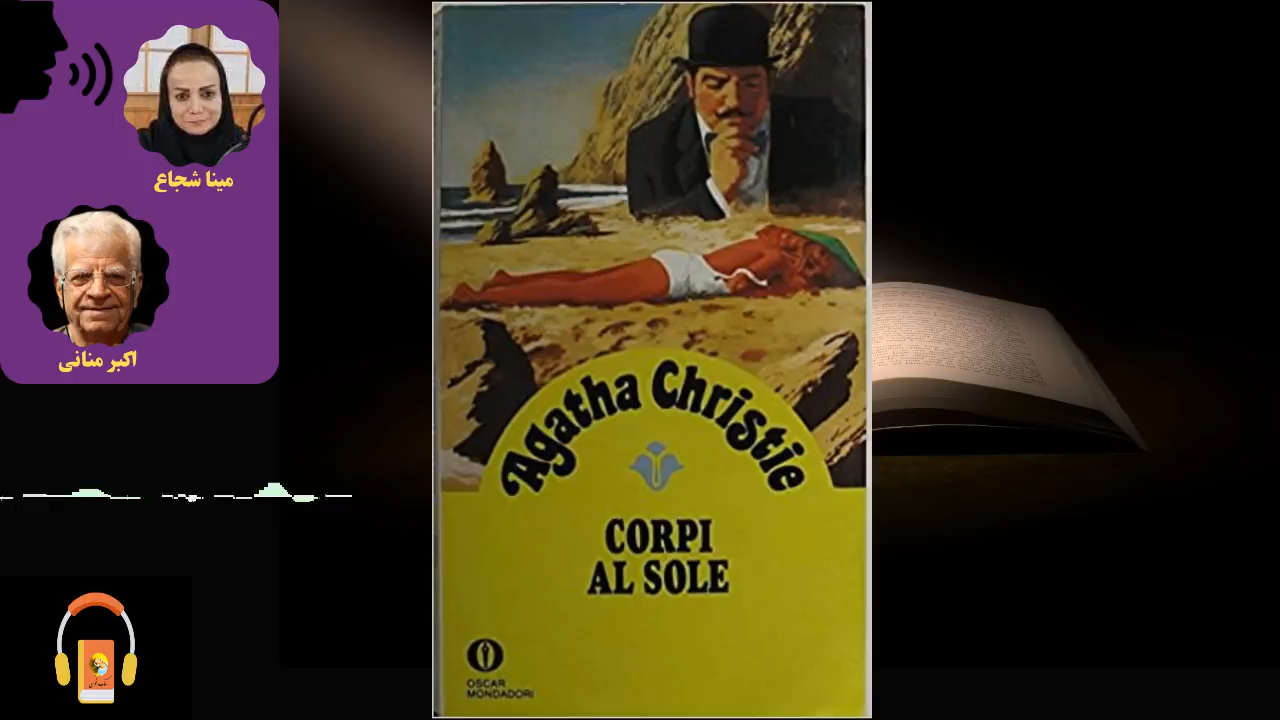 مینا شجاع
اکبر منانی
Agatha Christie
CORPI
AL SOLE
OSCAR
MONDADORI